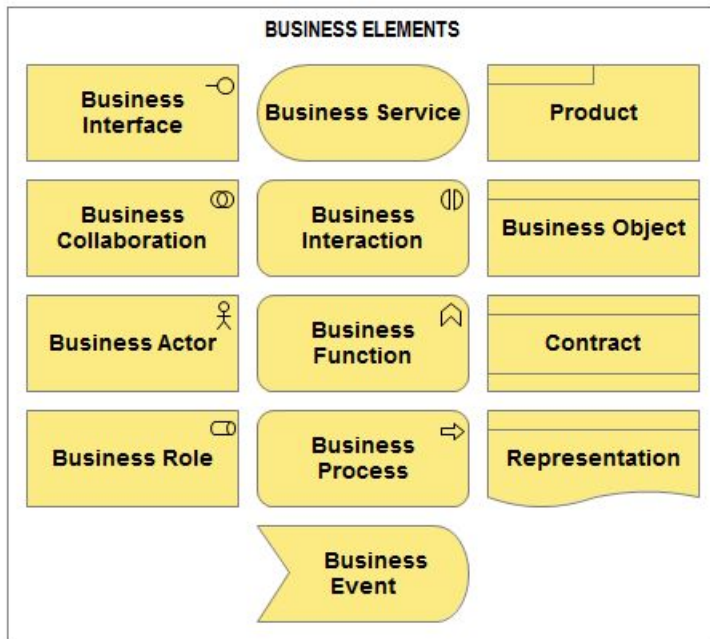 BUSINESS ELEMENTS
Business
Interface
Business Service
Product
Business
Collaboration
Business
Interaction
Business Object
Business Actor
Business
Function
Contract
Business Role
Business
Process
Representation
Business
Event